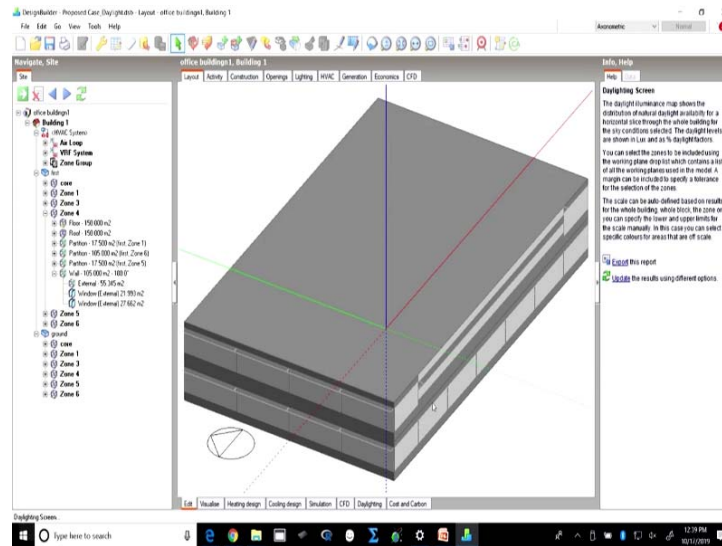 DesignBuilder - Proposed Case_Daylight.dsb - Layout - office buildings1, Building 1
File Edit Go View Tools Help
Axonometric
Normal
Navigate, Site
office buildings1, Building 1
Info, Help
Site
Layout Activity Construction Openings Lighting HVAC Generation Economics CFD
Help Data
office buildings1
Building 1
HVAC Systems
Air Loop
VRF System
Zone Group
first
core
Zone 1
Zone 3
Zone 4
Floor - 150.000 m2
Roof - 150.000 m2
Partition - 17.500 m2 (first, Zone 1)
Partition - 105.000 m2 (first, Zone 6)
Partition - 17.500 m2 (first, Zone 5)
Wall - 105.000 m2 - 180.0°
External - 55.345 m2
Window (External) 21.993 m2
Window (External) 27.662 m2
Zone 5
Zone 6
ground
core
Zone 1
Zone 3
Zone 4
Zone 5
Zone 6
Daylighting Screen
The daylight illuminance map shows the
distribution of natural daylight availability for a
horizontal slice through the whole building for
the sky conditions selected. The daylight levels
are shown in Lux and as % daylight factors.
You can select the zones to be included using
the working plane drop list which contains a list
of all the working planes used in the model. A
margin can be included to specify a tolerance
for the selection of the zones.
The scale can be auto-defined based on results
for the whole building, whole block, the zone or
you can specify the lower and upper limits for
the scale manually. In this case you can select
specific colours for areas that are off scale.
Export this report
Update the results using different options.
Edit Visualise Heating design Cooling design Simulation CFD Daylighting Cost and Carbon
Daylighting Screen...
Type here to search
12:39 PM
10/17/2019